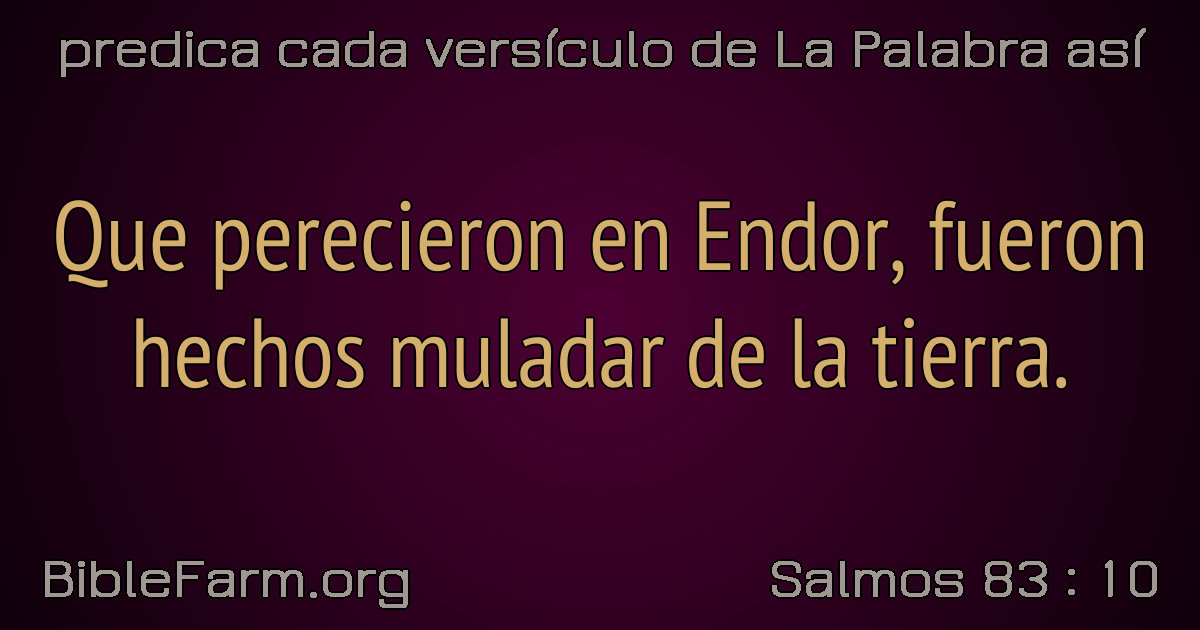 predica cada versículo de La Palabra así
Que perecieron en Endor, fueron
hechos muladar de la tierra.
BibleFarm.org
Salmos 83 : 10